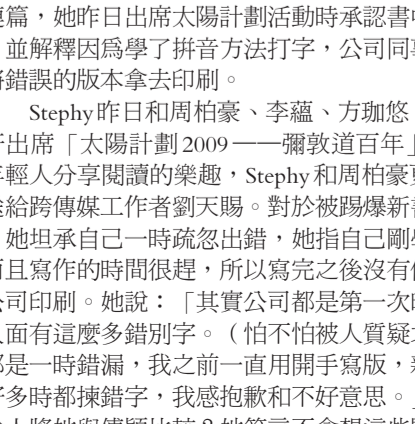 篇，她昨日出席太陽計劃活動時承認書中
並解釋因為學了拼音方法打字，公司同事
錯誤的版本拿去印刷。
Stephy昨日和周柏豪、李蘊、方珈悠
出席「太陽計劃2009──彌敦道百年」
年輕人分享閱讀的樂趣，Stephy和周柏豪
給跨傳媒工作者劉天賜。對於被踢爆新
她坦承自己一時疏忽出錯，她指自己剛學
而且寫作的時間很趕，所以寫完之後沒有
公司印刷。她說：「其實公司都是第一次
面有這麼多錯別字。（怕不怕被人質疑
都是一時錯漏，我之前一直用開手寫版，
好多時都揀錯字，我感抱歉和不好意思。